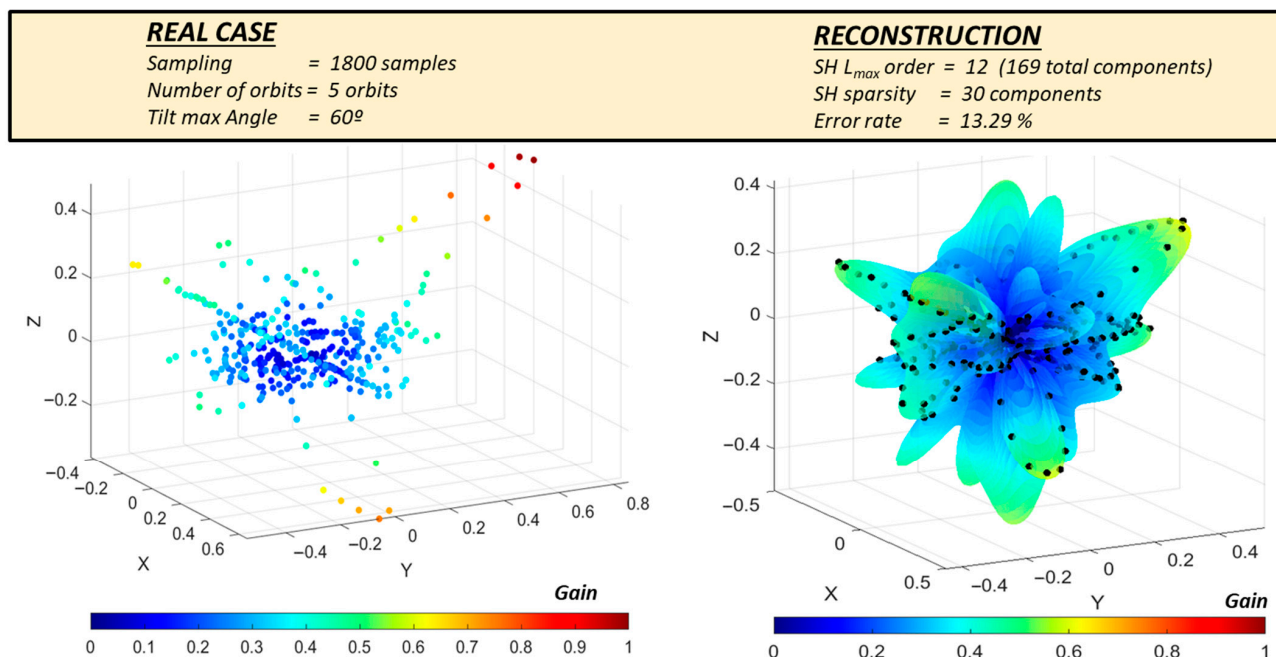 REAL CASE
Sampling = 1800 samples
Number of orbits = 5 orbits
Tilt max Angle = 60º
RECONSTRUCTION
SH Lmax order = 12 (169 total components)
SH sparsity = 30 components
Error rate = 13.29 %
0.4
0.2
0
−0.2
Z
−0.4
−0.2
0
0.2
0.4
0.6
X
−0.4
−0.2
0
0.2
0.4
0.6
0.8
Y
Gain
0 0.1 0.2 0.3 0.4 0.5 0.6 0.7 0.8 0.9 1
0.4
0.2
0
−0.2
−0.4
Z
−0.5
0
0.5
X
−0.4
−0.2
0
0.2
0.4
Y
Gain
0 0.2 0.4 0.6 0.8 1